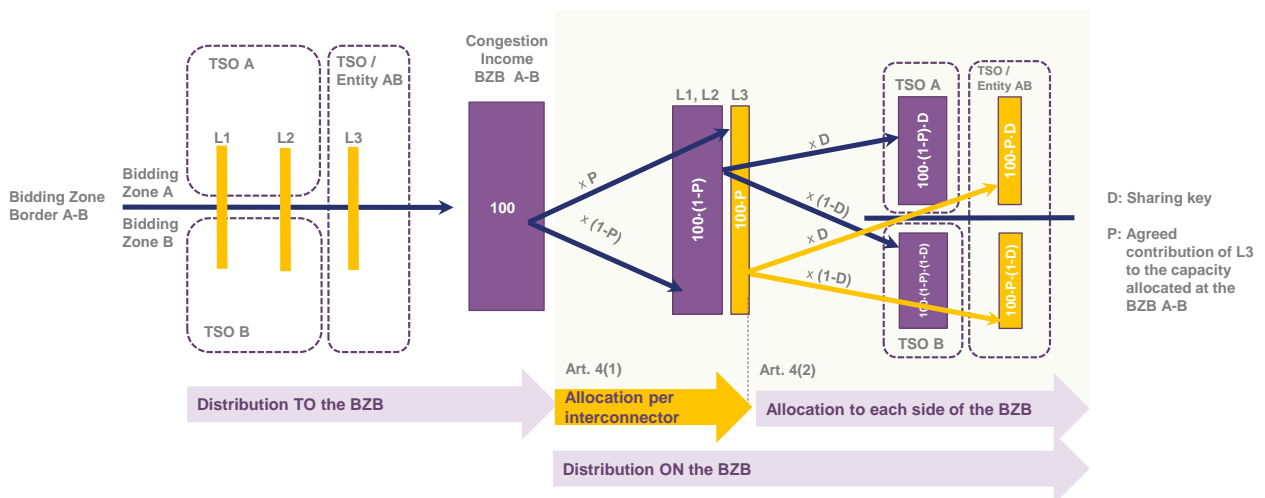 TSO A
TSO /
Entity AB
L1
L2
L3
Bidding Zone
Border A-B
Bidding
Zone A
Bidding
Zone B
TSO B
Congestion
Income
BZB A-B
100
x P
x (1-P)
L1, L2
L3
100·(1-P)
100·P
x D
x (1-D)
x D
x (1-D)
TSO A
100·(1-P)·D
TSO /
Entity AB
100·P·D
100·(1-P)·(1-D)
TSO B
100·P·(1-D)
D: Sharing key
P: Agreed
contribution of L3
to the capacity
allocated at the
BZB A-B
Art. 4(1)
Art. 4(2)
Distribution TO the BZB
Allocation per
interconnector
Allocation to each side of the BZB
Distribution ON the BZB